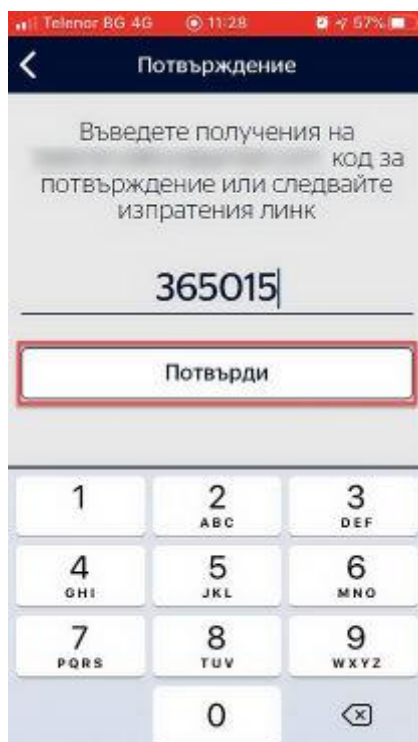 Telenor BG 4G 11:28 57%
Потвърждение
Въведете получения на
код за
потвърждение или следвайте
изпратения линк
365015
Потвърди
1 2 3
ABC DEF
4 5 6
GHI JKL MNO
7 8 9
PQRS TUV WXYZ
0